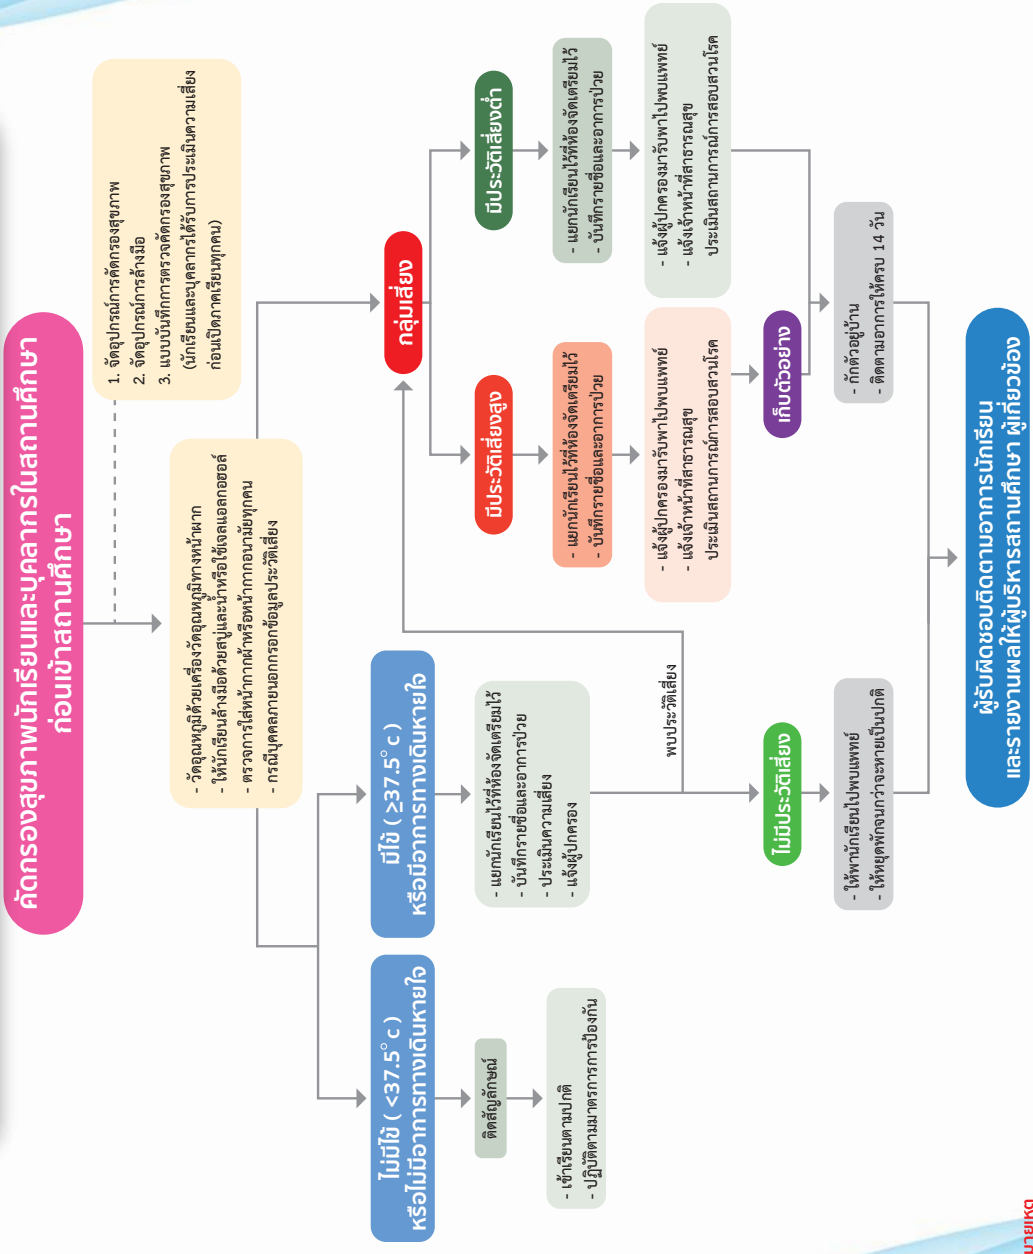 คัดกรองสุขภาพนักเรียนและบุคลากรในสถานศึกษา
ก่อนเข้าสถานศึกษา
1. จัดอุปกรณ์การคัดกรองสุขภาพ
2. จัดอุปกรณ์การล้างมือ
3. แบบบันทึกการตรวจคัดกรองสุขภาพ
(นักเรียนและบุคลากรได้รับการประเมินความเสี่ยง
ก่อนเปิดภาคเรียนทุกคน)
- วัดอุณหภูมิด้วยเครื่องวัดอุณหภูมิทางหน้าผาก
- ให้นักเรียนล้างมือด้วยสบู่และน้ำหรือใช้เจลแอลกอฮอล์
- ตรวจการใส่หน้ากากผ้าหรือหน้ากากอนามัยทุกคน
- กรณีบุคคลภายนอกกรอกข้อมูลประวัติเสี่ยง
ไม่มีไข้ ( <37.5° c )
หรือไม่มีอาการทางเดินหายใจ
ติดสัญลักษณ์
- เข้าเรียนตามปกติ
- ปฏิบัติตามมาตรการการป้องกัน
มีไข้ ( ≥37.5° c )
หรือมีอาการทางเดินหายใจ
- แยกนักเรียนไว้ที่ห้องจัดเตรียมไว้
- บันทึกรายชื่อและอาการป่วย
- ประเมินความเสี่ยง
- แจ้งผู้ปกครอง
พบประวัติเสี่ยง
ไม่มีประวัติเสี่ยง
- ให้พานักเรียนไปพบแพทย์
- ให้หยุดพักจนกว่าจะหายเป็นปกติ
กลุ่มเสี่ยง
มีประวัติเสี่ยงสูง
- แยกนักเรียนไว้ที่ห้องจัดเตรียมไว้
- บันทึกรายชื่อและอาการป่วย
- แจ้งผู้ปกครองมารับพาไปพบแพทย์
- แจ้งเจ้าหน้าที่สาธารณสุข
ประเมินสถานการณ์การสอบสวนโรค
เก็บตัวอย่าง
มีประวัติเสี่ยงต่ำ
- แยกนักเรียนไว้ที่ห้องจัดเตรียมไว้
- บันทึกรายชื่อและอาการป่วย
- แจ้งผู้ปกครองมารับพาไปพบแพทย์
- แจ้งเจ้าหน้าที่สาธารณสุข
ประเมินสถานการณ์การสอบสวนโรค
- กักตัวอยู่บ้าน
- ติดตามอาการให้ครบ 14 วัน
ผู้รับผิดชอบติดตามอาการนักเรียน
และรายงานผลให้ผู้บริหารสถานศึกษา ผู้เกี่ยวข้อง